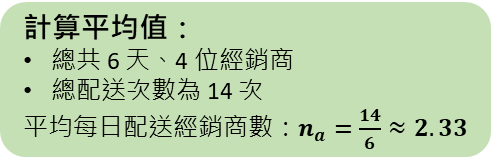 計算平均值：
• 總共 6 天、4 位經銷商
• 總配送次數為 14 次
平均每日配送經銷商數：nₐ = 14/6 ≈ 2.33